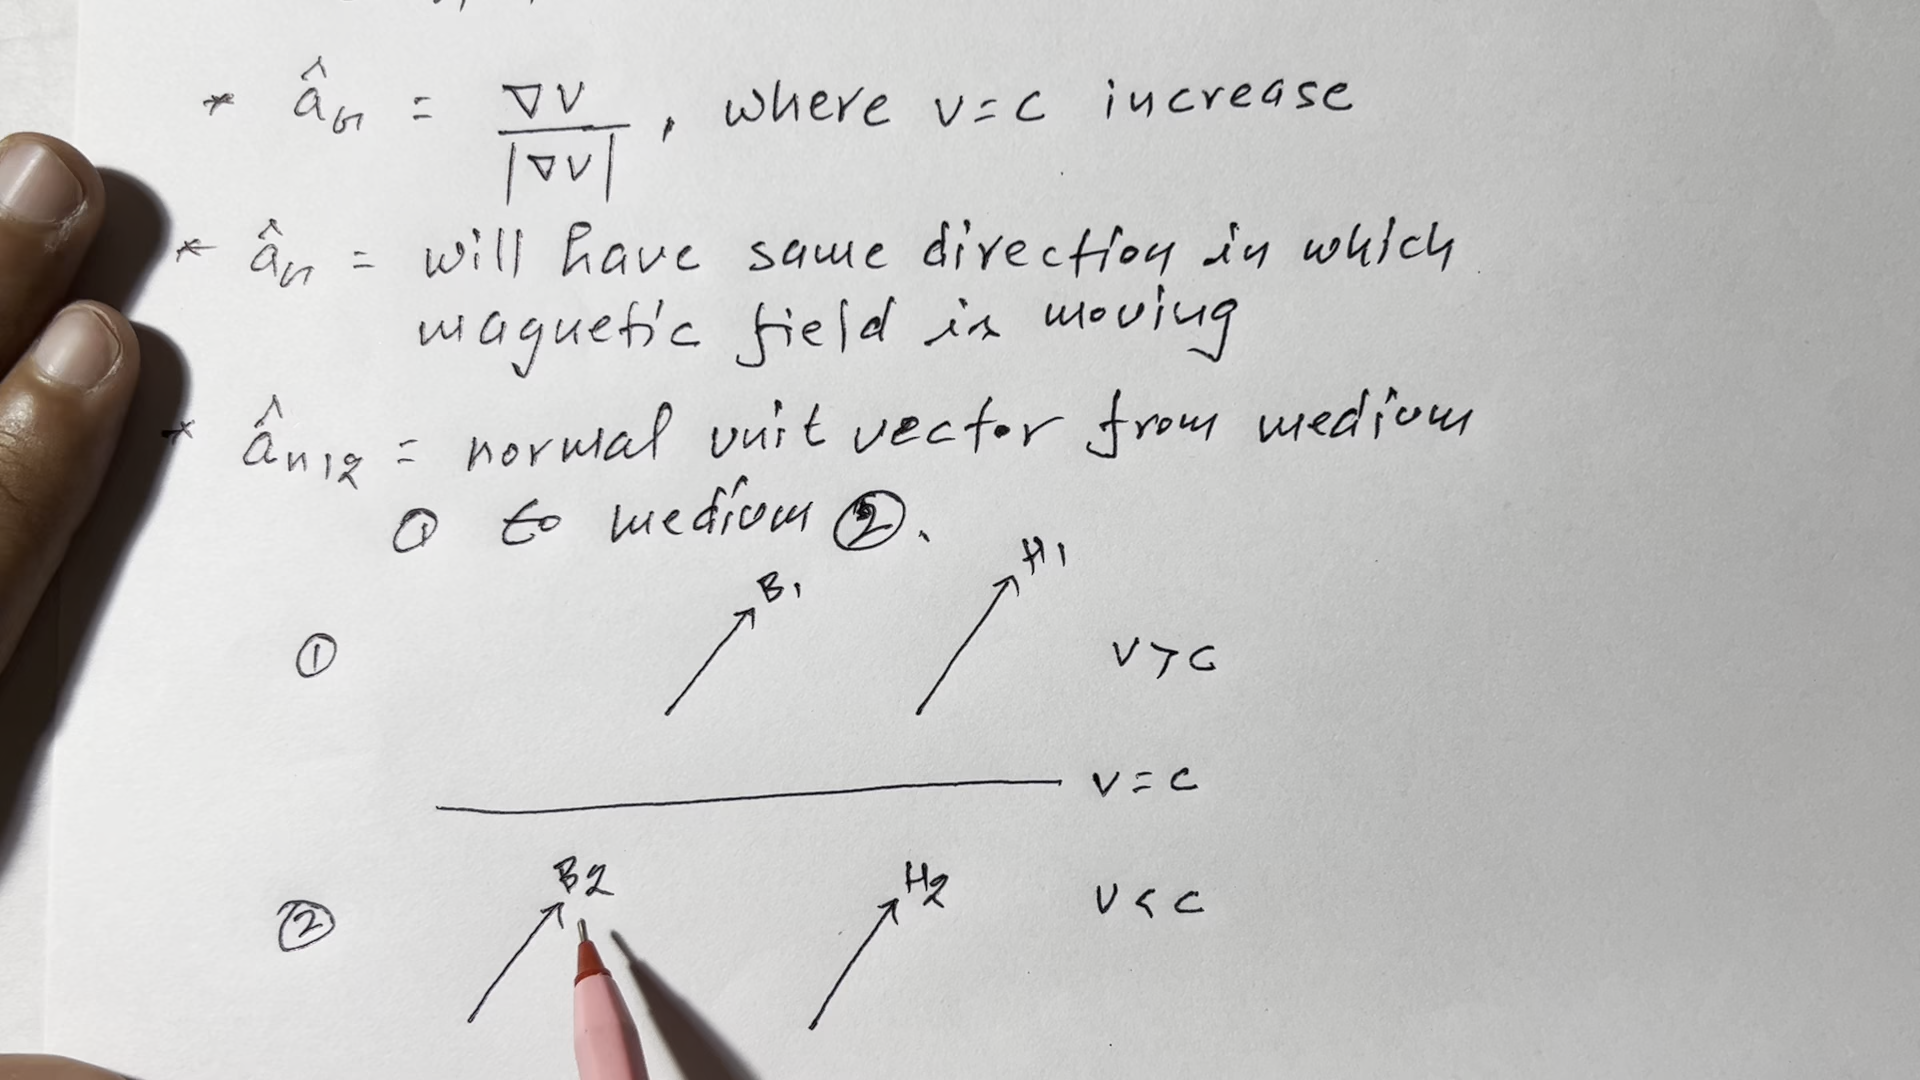 * â_n = ∇V / |∇V| , where v=c increase
* â_n = will have same direction in which
magnetic field is moving
* â_n12 = normal unit vector from medium
① to medium ②.
B1 H1
① V>C
V=C
B2 H2
② V<C